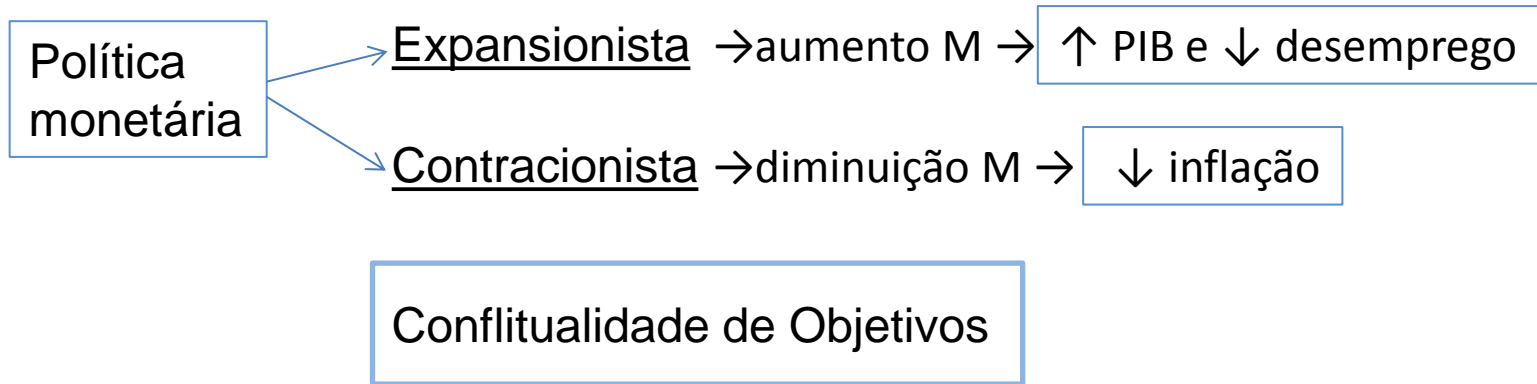 Política
monetária
Expansionista →aumento M → ↑ PIB e ↓ desemprego
Contracionista →diminuição M → ↓ inflação
Conflitualidade de Objetivos